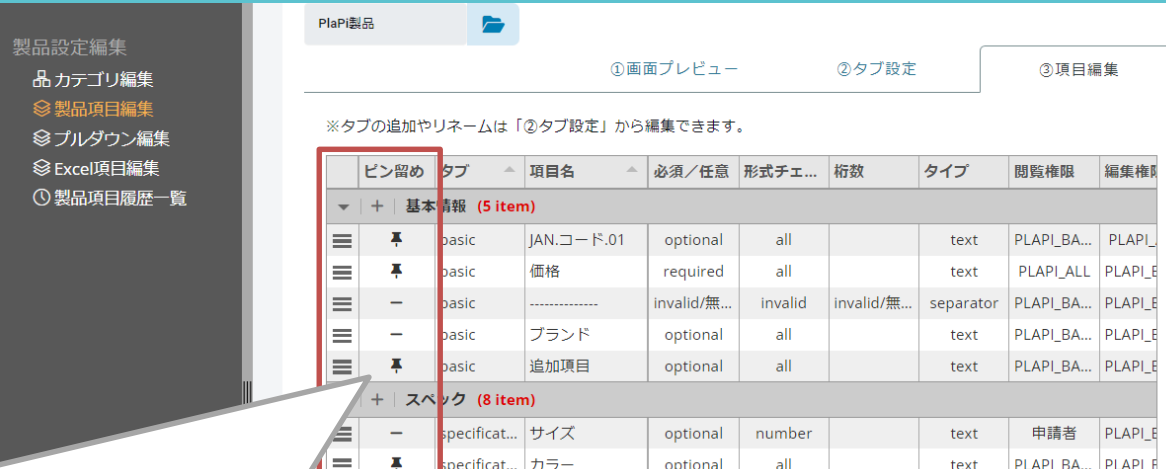 PlaPi製品
製品設定編集
カテゴリ編集
製品項目編集
プルダウン編集
Excel項目編集
製品項目履歴一覧
①画面プレビュー ②タブ設定 ③項目編集
※タブの追加やリネームは「②タブ設定」から編集できます。
ピン留め タブ 項目名 必須／任意 形式チェ... 桁数 タイプ 閲覧権限 編集権限
+ 基本情報 (5 item)
basic JAN.コード.01 optional all text PLAPI_BA... PLAPI_
basic 価格 required all text PLAPI_ALL PLAPI_E
– basic -------------- invalid/無... invalid invalid/無... separator PLAPI_BA... PLAPI_E
– basic ブランド optional all text PLAPI_BA... PLAPI_E
basic 追加項目 optional all text PLAPI_BA... PLAPI_E
+ スペック (8 item)
– specificat... サイズ optional number text 申請者 PLAPI_E
specificat... カラー optional all text PLAPI_BA... PLAPI_E